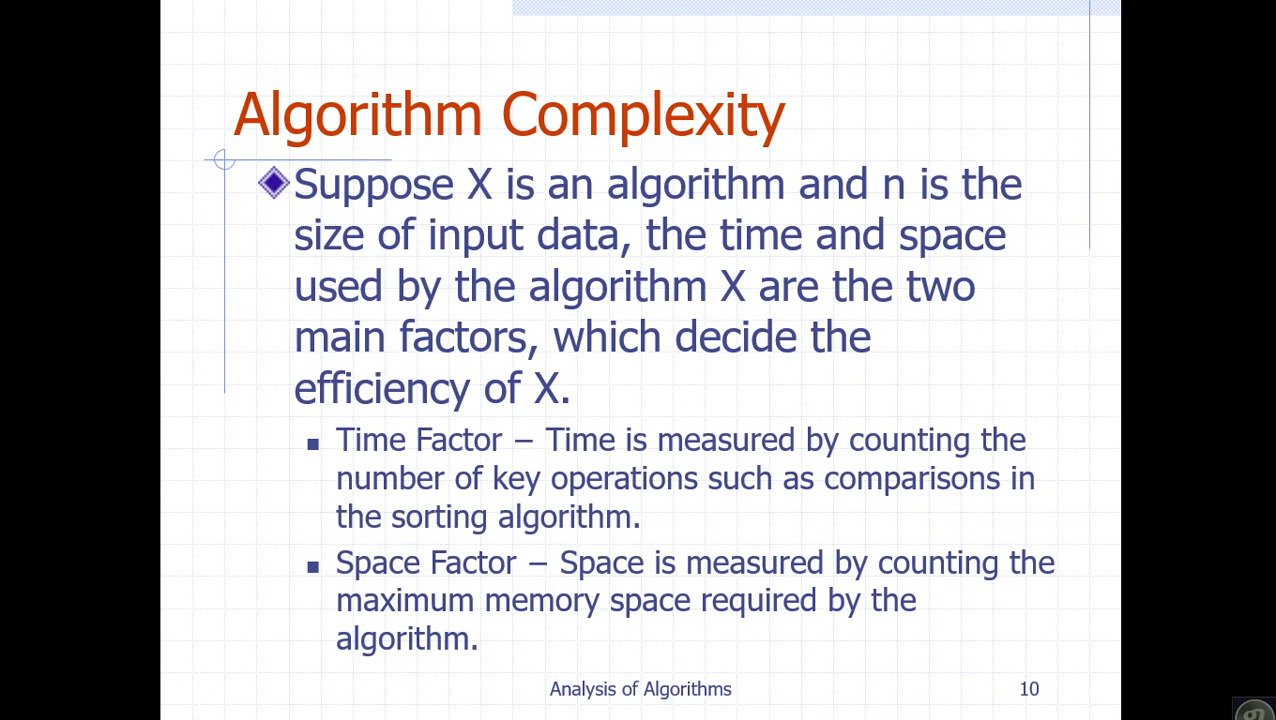 Algorithm Complexity
Suppose X is an algorithm and n is the
size of input data, the time and space
used by the algorithm X are the two
main factors, which decide the
efficiency of X.
Time Factor – Time is measured by counting the
number of key operations such as comparisons in
the sorting algorithm.
Space Factor – Space is measured by counting the
maximum memory space required by the
algorithm.
Analysis of Algorithms 10